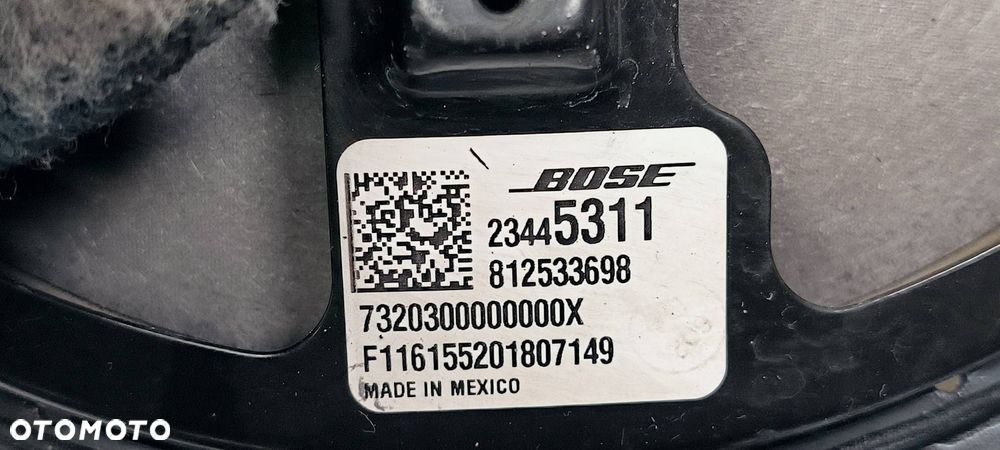 BOSE
23445311
812533698
7320300000000X
F116155201807149
MADE IN MEXICO
OTOMOTO